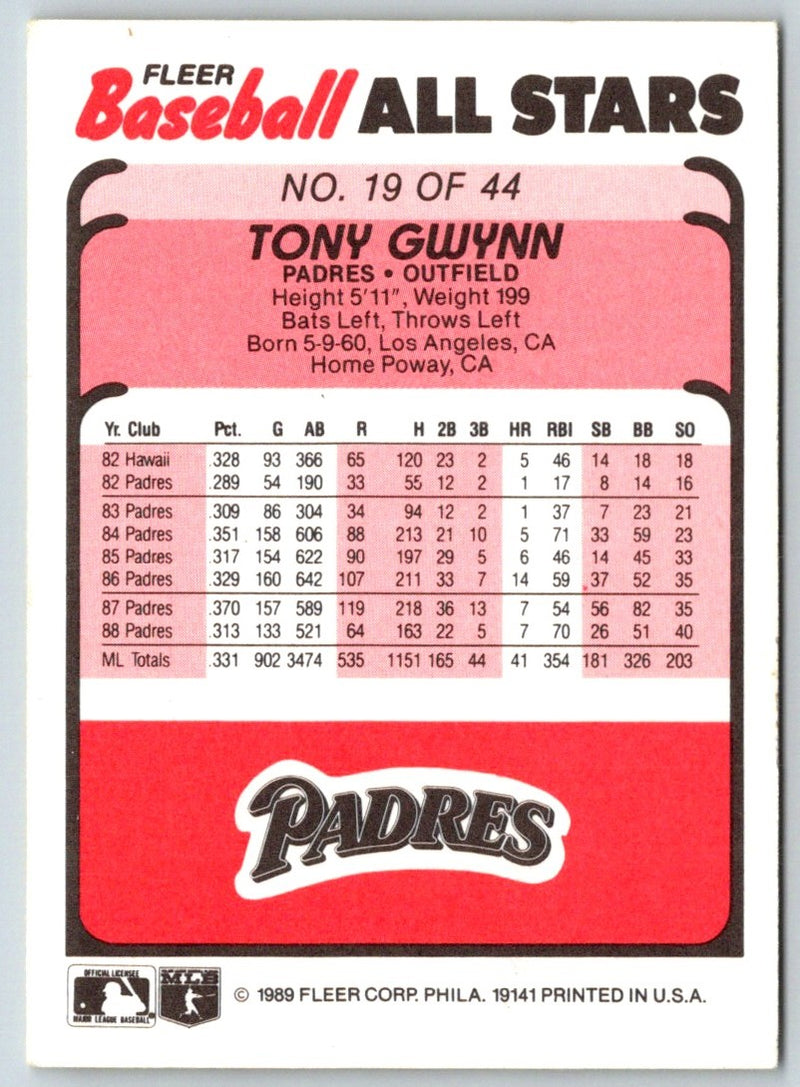 FLEER
Baseball ALL STARS
NO. 19 OF 44
TONY GWYNN
PADRES • OUTFIELD
Height 5'11", Weight 199
Bats Left, Throws Left
Born 5-9-60, Los Angeles, CA
Home Poway, CA
Yr. Club Pct. G AB R H 2B 3B HR RBI SB BB SO
82 Hawaii .328 93 366 65 120 23 2 5 46 14 18 18
82 Padres .289 54 190 33 55 12 2 1 17 8 14 16
83 Padres .309 86 304 34 94 12 2 1 37 7 23 21
84 Padres .351 158 606 88 213 21 10 5 71 33 59 23
85 Padres .317 154 622 90 197 29 5 6 46 14 45 33
86 Padres .329 160 642 107 211 33 7 14 59 37 52 35
87 Padres .370 157 589 119 218 36 13 7 54 56 82 35
88 Padres .313 133 521 64 163 22 5 7 70 26 51 40
ML Totals .331 902 3474 535 1151 165 44 41 354 181 326 203
PADRES
OFFICIAL LICENSEE
MAJOR LEAGUE BASEBALL
MLB
© 1989 FLEER CORP. PHILA. 19141 PRINTED IN U.S.A.